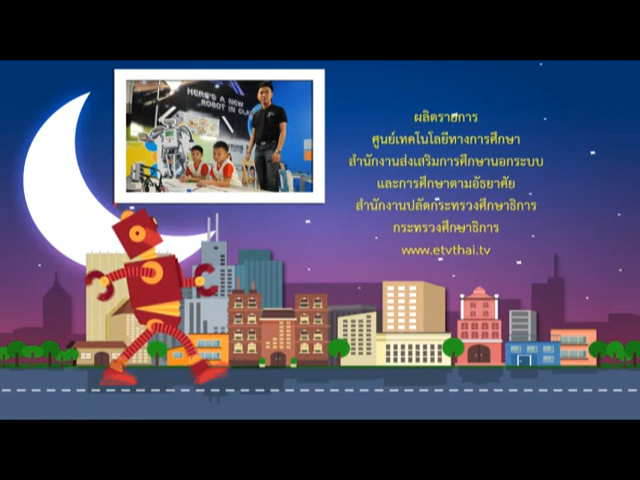 HERE'S A NEW
ROBOT IN CLA
ผลิตรายการ
ศูนย์เทคโนโลยีทางการศึกษา
สำนักงานส่งเสริมการศึกษานอกระบบ
และการศึกษาตามอัธยาศัย
สำนักงานปลัดกระทรวงศึกษาธิการ
กระทรวงศึกษาธิการ
www.etvthai.tv